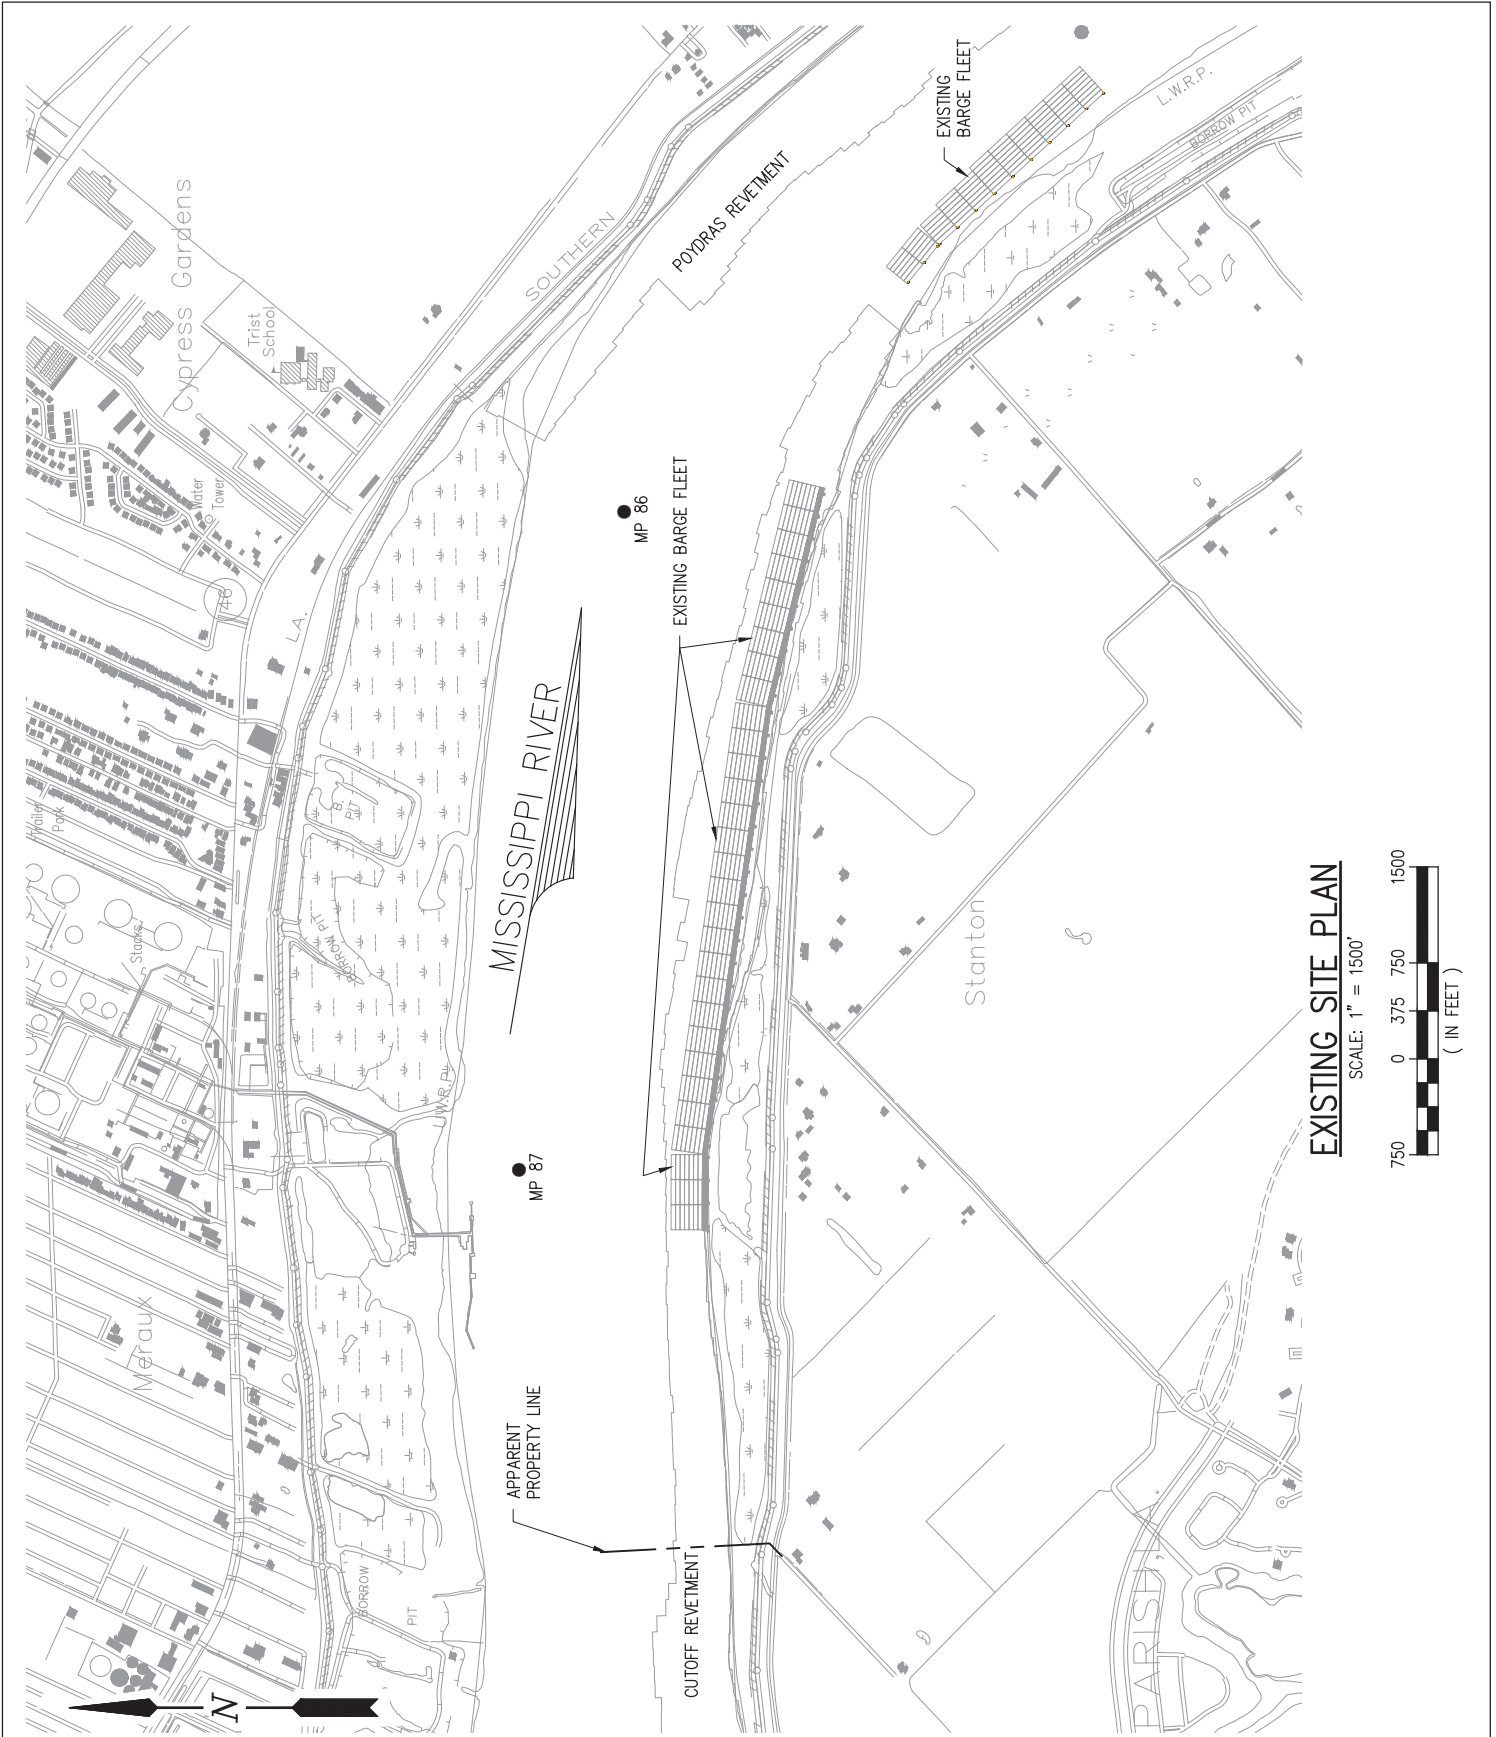 Cypress Gardens
Trist
School
Water
Tower
46
LA.
SOUTHERN
Trailer
Park
Stacks
B.
PIT
BORROW PIT
Meraux
BORROW
PIT
N
EXISTING
BARGE FLEET
L.W.R.P.
BORROW PIT
POYDRAS REVETMENT
MP 86
EXISTING BARGE FLEET
MISSISSIPPI RIVER
MP 87
APPARENT
PROPERTY LINE
CUTOFF REVETMENT
Stanton
PARISH
EXISTING SITE PLAN
SCALE: 1" = 1500'
750 0 375 750 1500
( IN FEET )